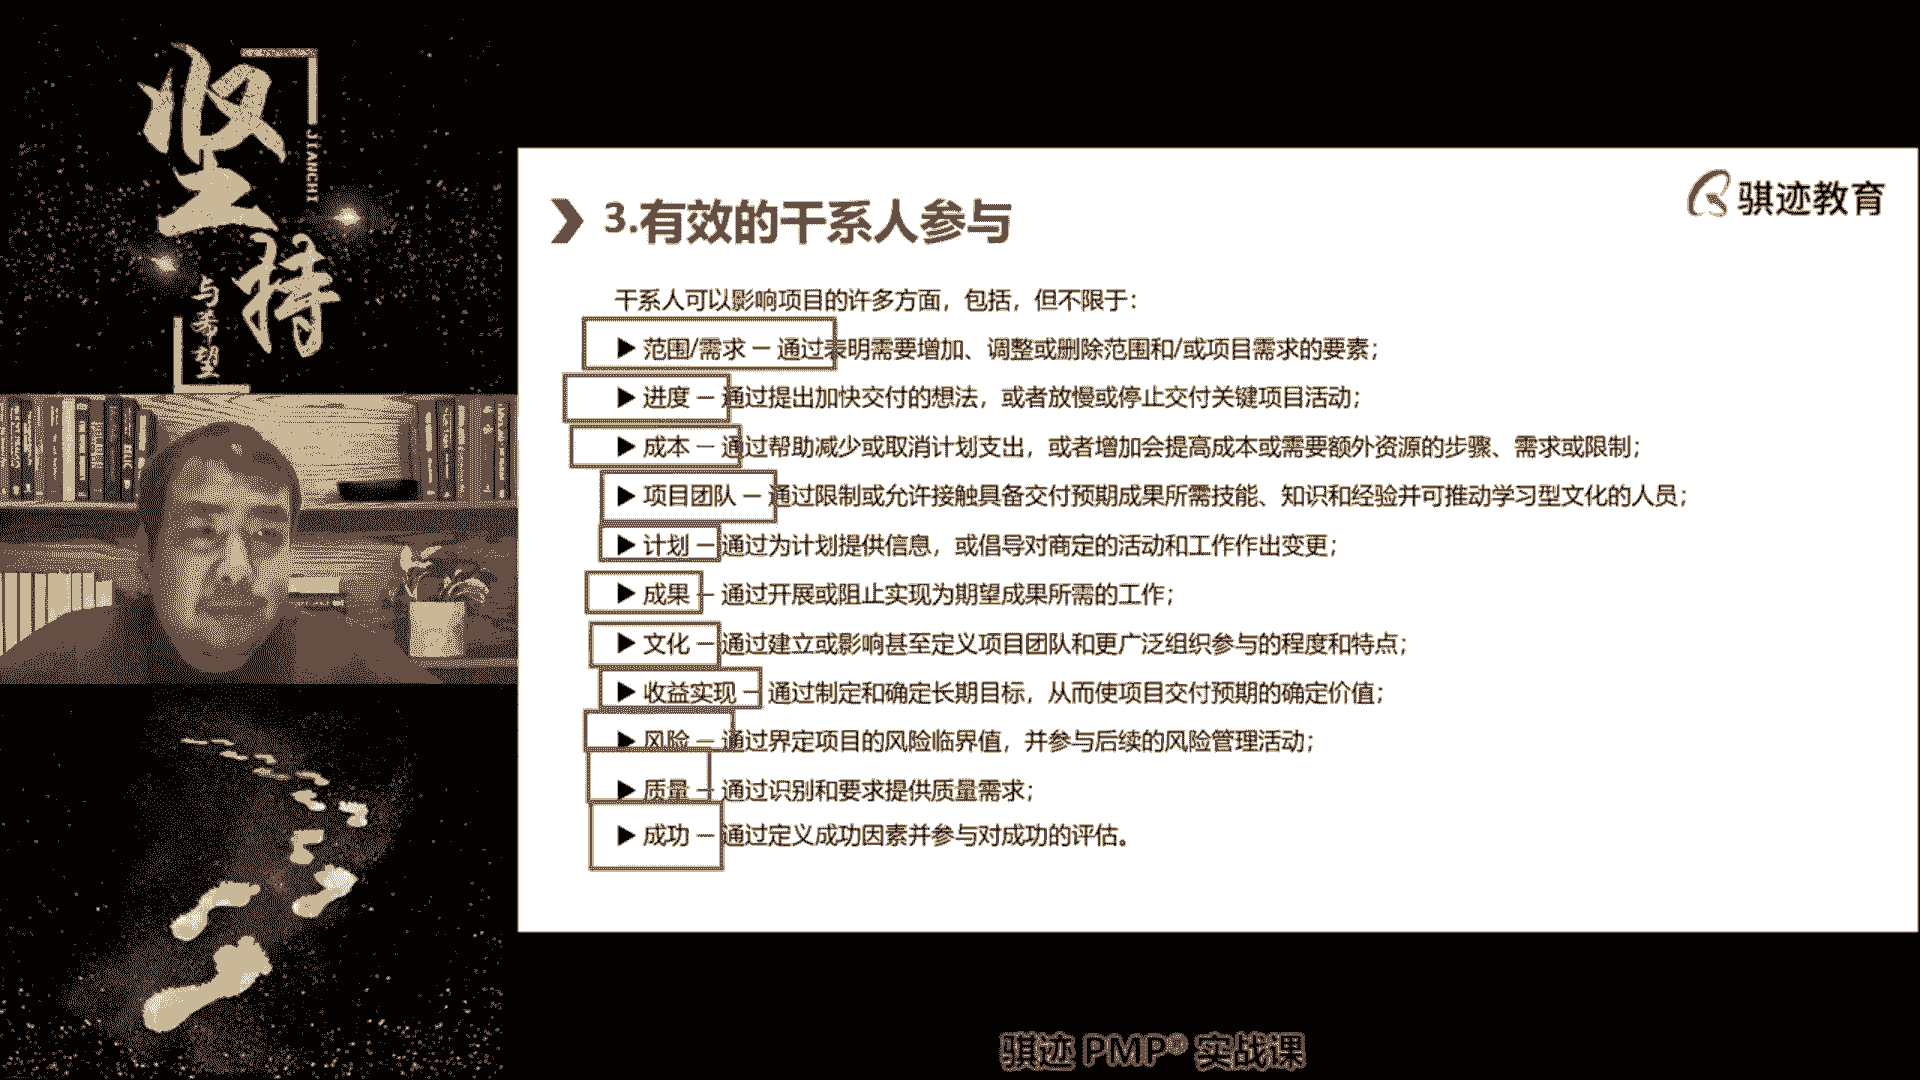 坚持
JIANCHI
与希望
骐迹教育
3.有效的干系人参与
干系人可以影响项目的许多方面，包括，但不限于：
▶ 范围/需求 — 通过表明需要增加、调整或删除范围和/或项目需求的要素；
▶ 进度 — 通过提出加快交付的想法，或者放慢或停止交付关键项目活动；
▶ 成本 — 通过帮助减少或取消计划支出，或者增加会提高成本或需要额外资源的步骤、需求或限制；
▶ 项目团队 — 通过限制或允许接触具备交付预期成果所需技能、知识和经验并可推动学习型文化的人员；
▶ 计划 — 通过为计划提供信息，或倡导对商定的活动和工作作出变更；
▶ 成果 — 通过开展或阻止实现为期望成果所需的工作；
▶ 文化 — 通过建立或影响甚至定义项目团队和更广泛组织参与的程度和特点；
▶ 收益实现 — 通过制定和确定长期目标，从而使项目交付预期的确定价值；
▶ 风险 — 通过界定项目的风险临界值，并参与后续的风险管理活动；
▶ 质量 — 通过识别和要求提供质量需求；
▶ 成功 — 通过定义成功因素并参与对成功的评估。
骐迹 PMP® 实战课